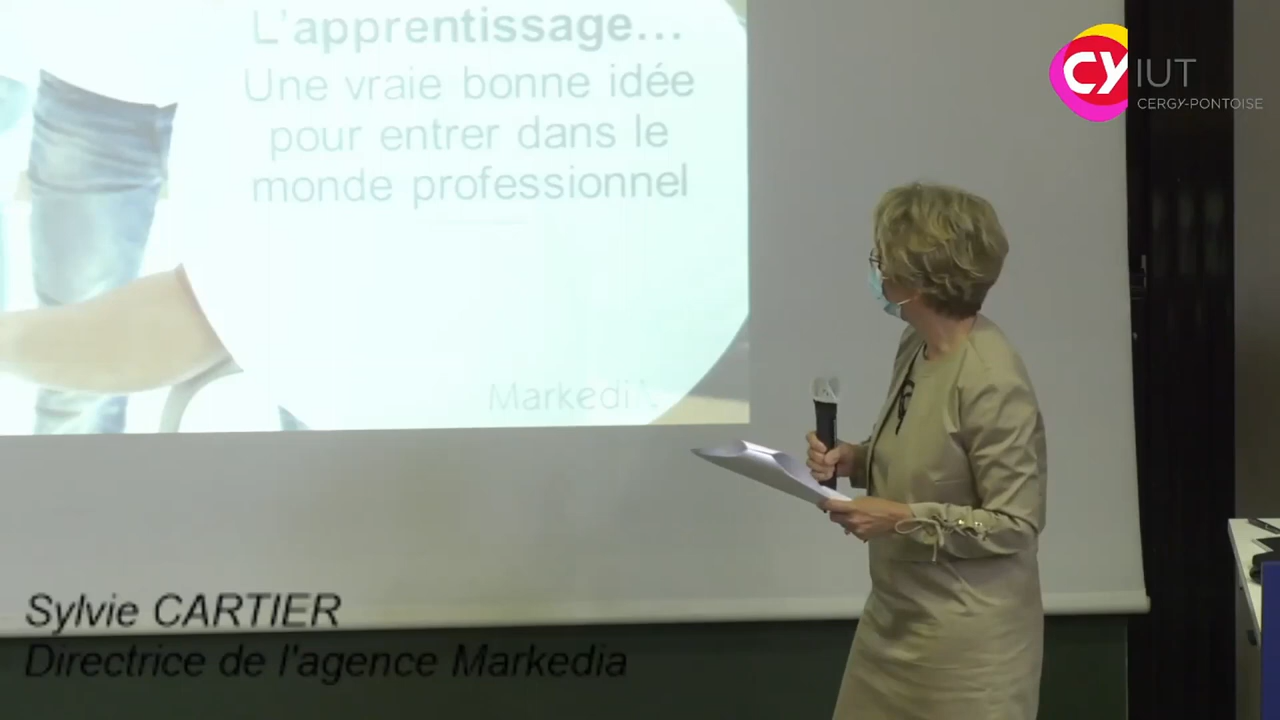 L'apprentissage...
Une vraie bonne idée
pour entrer dans le
monde professionnel
CY IUT
CERGY-PONTOISE
Sylvie CARTIER
Directrice de l'agence Markedia